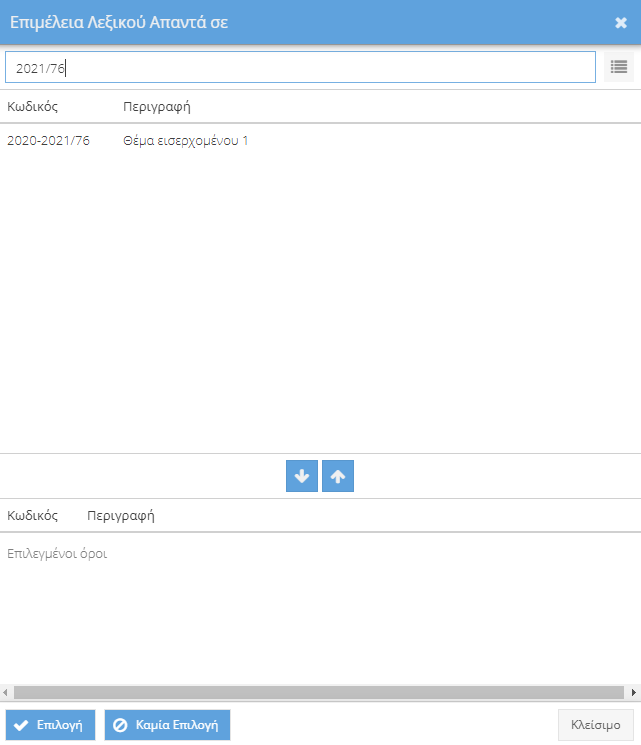 Επιμέλεια Λεξικού Απαντά σε
2021/76
Κωδικός Περιγραφή
2020-2021/76 Θέμα εισερχομένου 1
Κωδικός Περιγραφή
Επιλεγμένοι όροι
Επιλογή Καμία Επιλογή Κλείσιμο